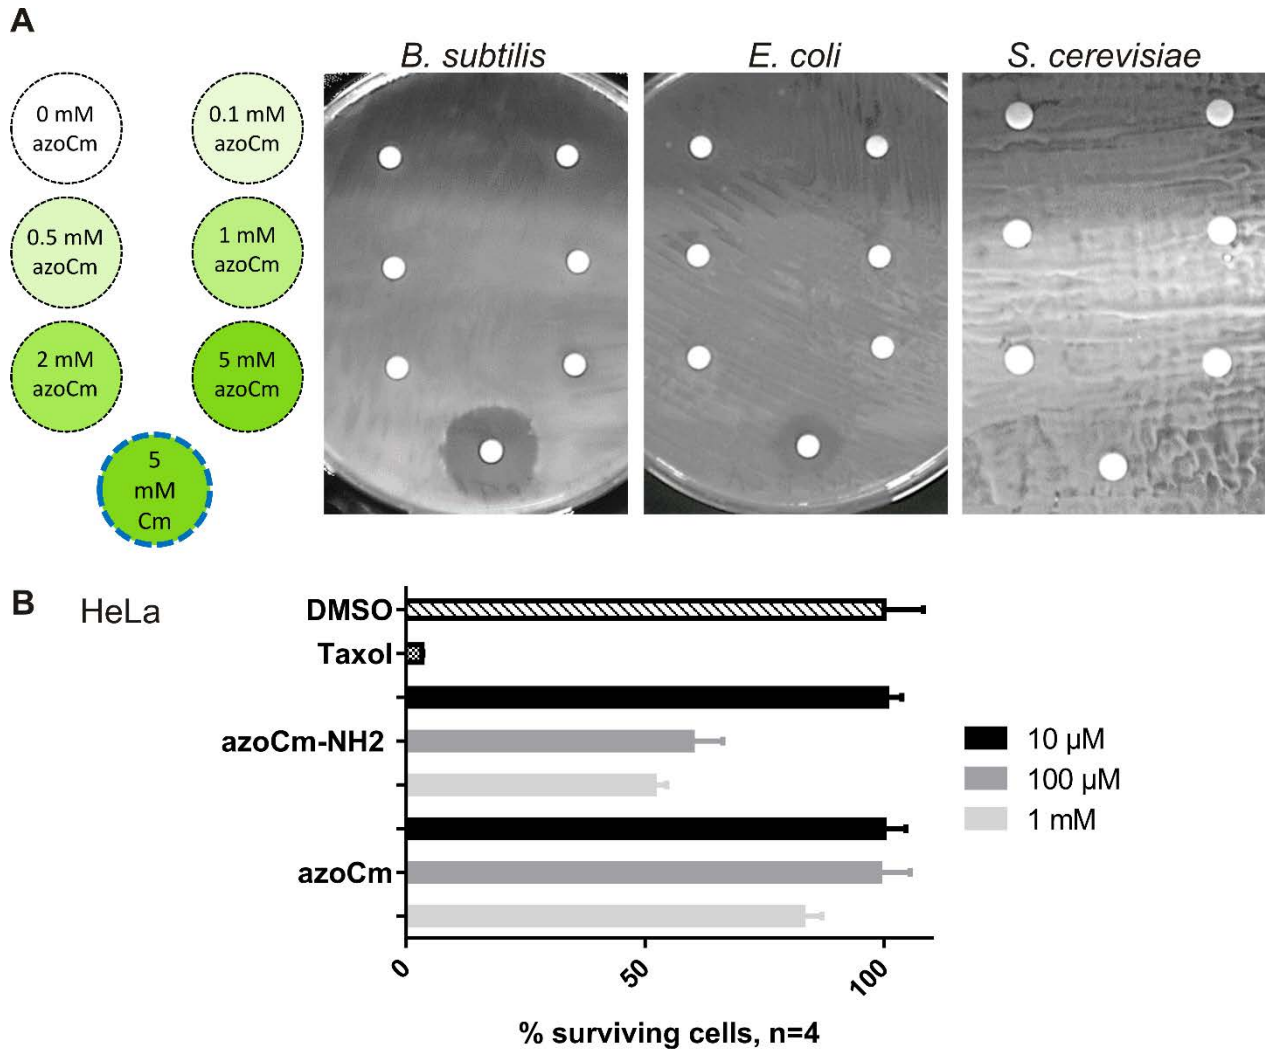 A
B. subtilis
E. coli
S. cerevisiae
0 mM
azoCm
0.1 mM
azoCm
0.5 mM
azoCm
1 mM
azoCm
2 mM
azoCm
5 mM
azoCm
5
mM
Cm
B
HeLa
DMSO
Taxol
azoCm-NH2
azoCm
10 µM
100 µM
1 mM
0
50
100
% surviving cells, n=4